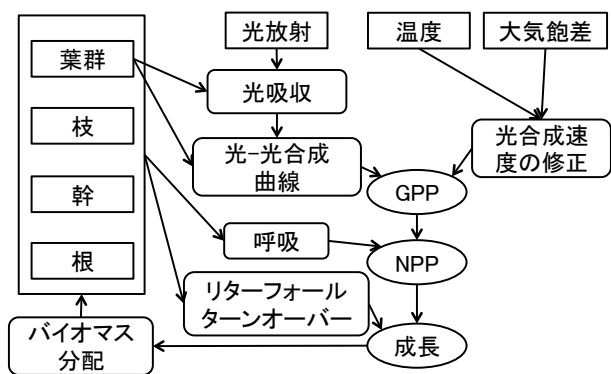 光放射
温度
大気飽差
葉群
光吸収
枝
光-光合成
曲線
光合成速
度の修正
GPP
幹
呼吸
NPP
根
リターフォール
ターンオーバー
バイオマス
分配
成長